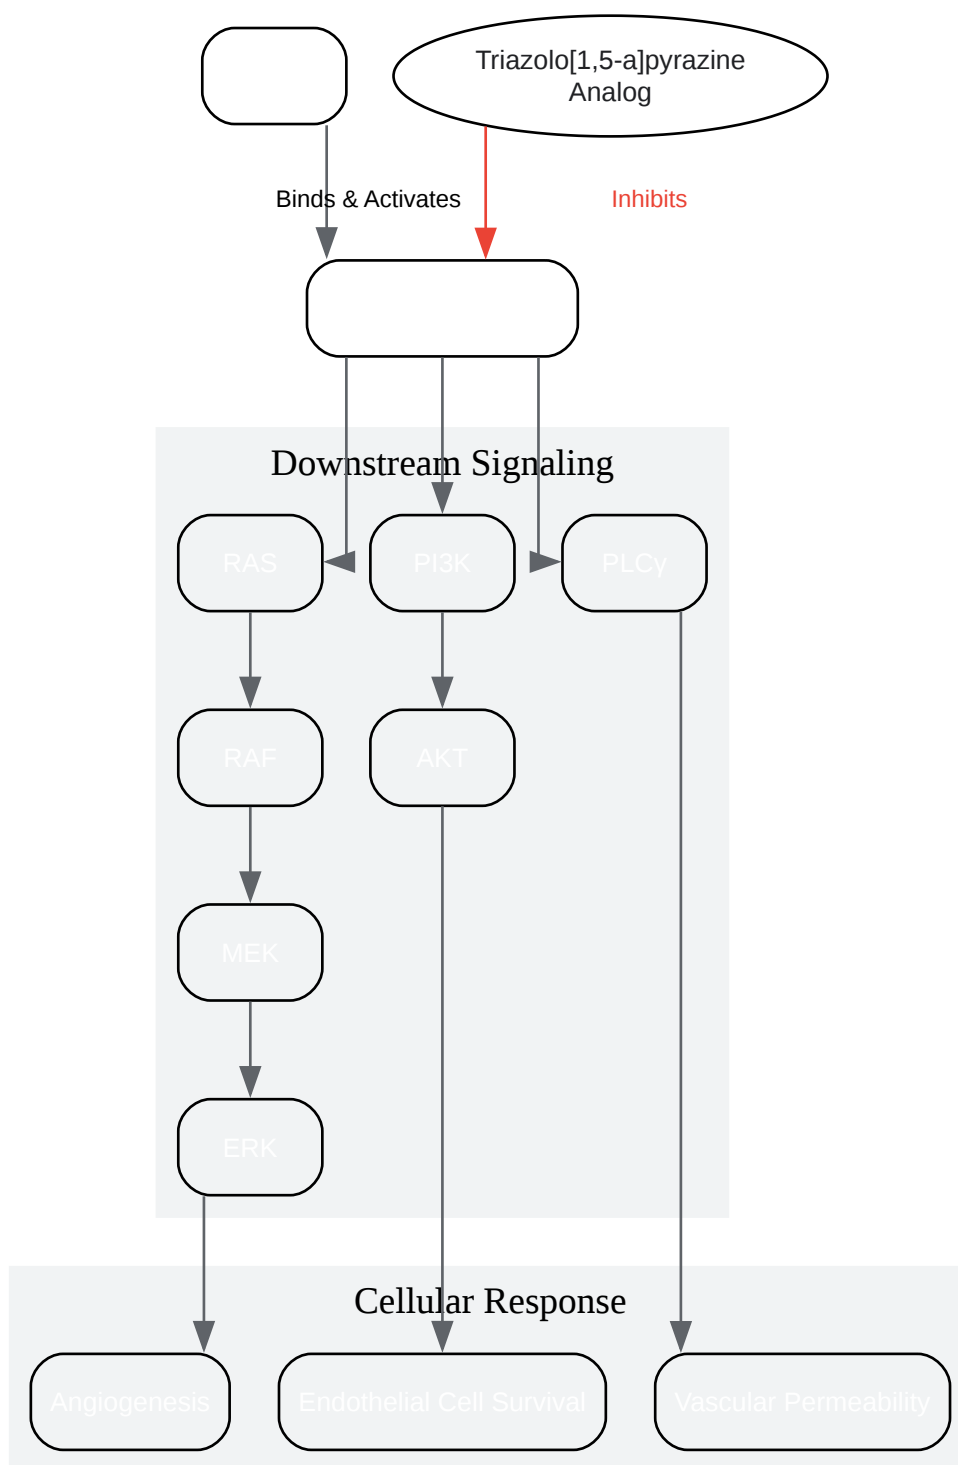 Triazolo[1,5-a]pyrazine
Analog
Binds & Activates
Inhibits
Downstream Signaling
RAS
PI3K
PLCγ
RAF
AKT
MEK
ERK
Cellular Response
Angiogenesis
Endothelial Cell Survival
Vascular Permeability